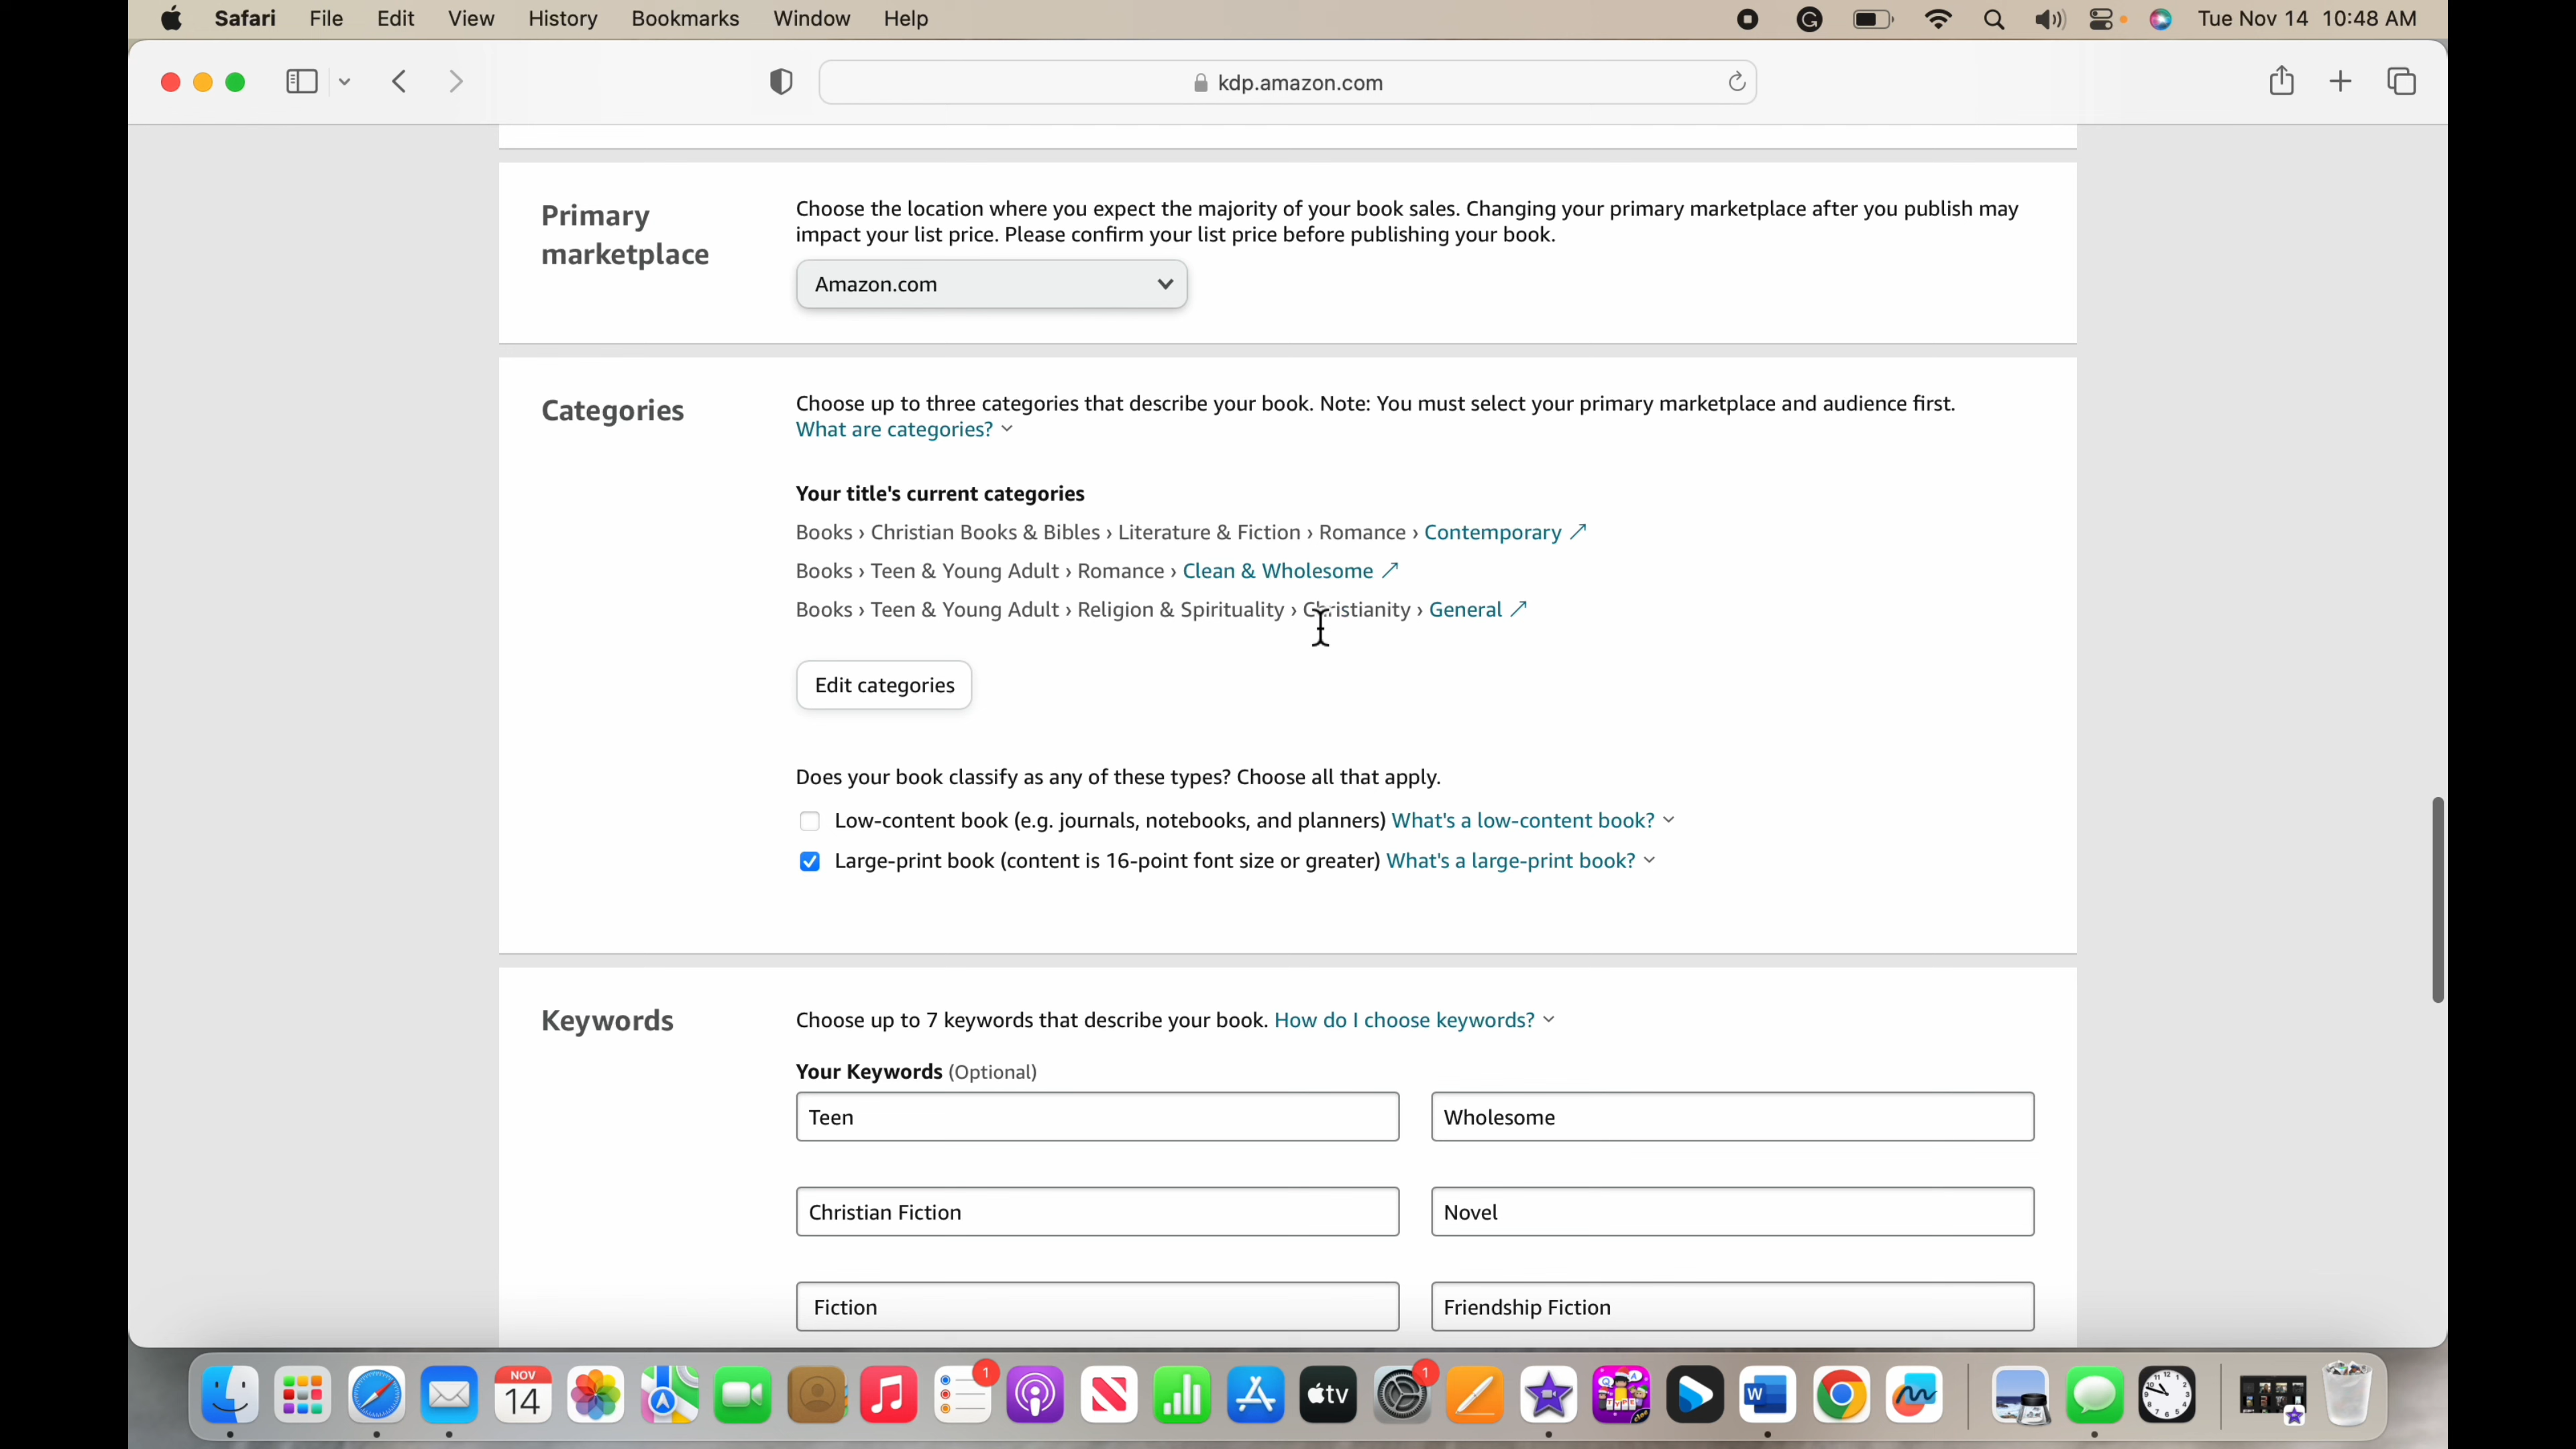 Safari File Edit View History Bookmarks Window Help Tue Nov 14 10:48 AM
kdp.amazon.com
Primary
marketplace
Choose the location where you expect the majority of your book sales. Changing your primary marketplace after you publish may
impact your list price. Please confirm your list price before publishing your book.
Amazon.com
Categories
Choose up to three categories that describe your book. Note: You must select your primary marketplace and audience first.
What are categories?
Your title's current categories
Books › Christian Books & Bibles › Literature & Fiction › Romance › Contemporary
Books › Teen & Young Adult › Romance › Clean & Wholesome
Books › Teen & Young Adult › Religion & Spirituality › Christianity › General
Edit categories
Does your book classify as any of these types? Choose all that apply.
Low-content book (e.g. journals, notebooks, and planners) What's a low-content book?
Large-print book (content is 16-point font size or greater) What's a large-print book?
Keywords
Choose up to 7 keywords that describe your book. How do I choose keywords?
Your Keywords (Optional)
Teen Wholesome
Christian Fiction Novel
Fiction Friendship Fiction
NOV
14
1
tv
1
W